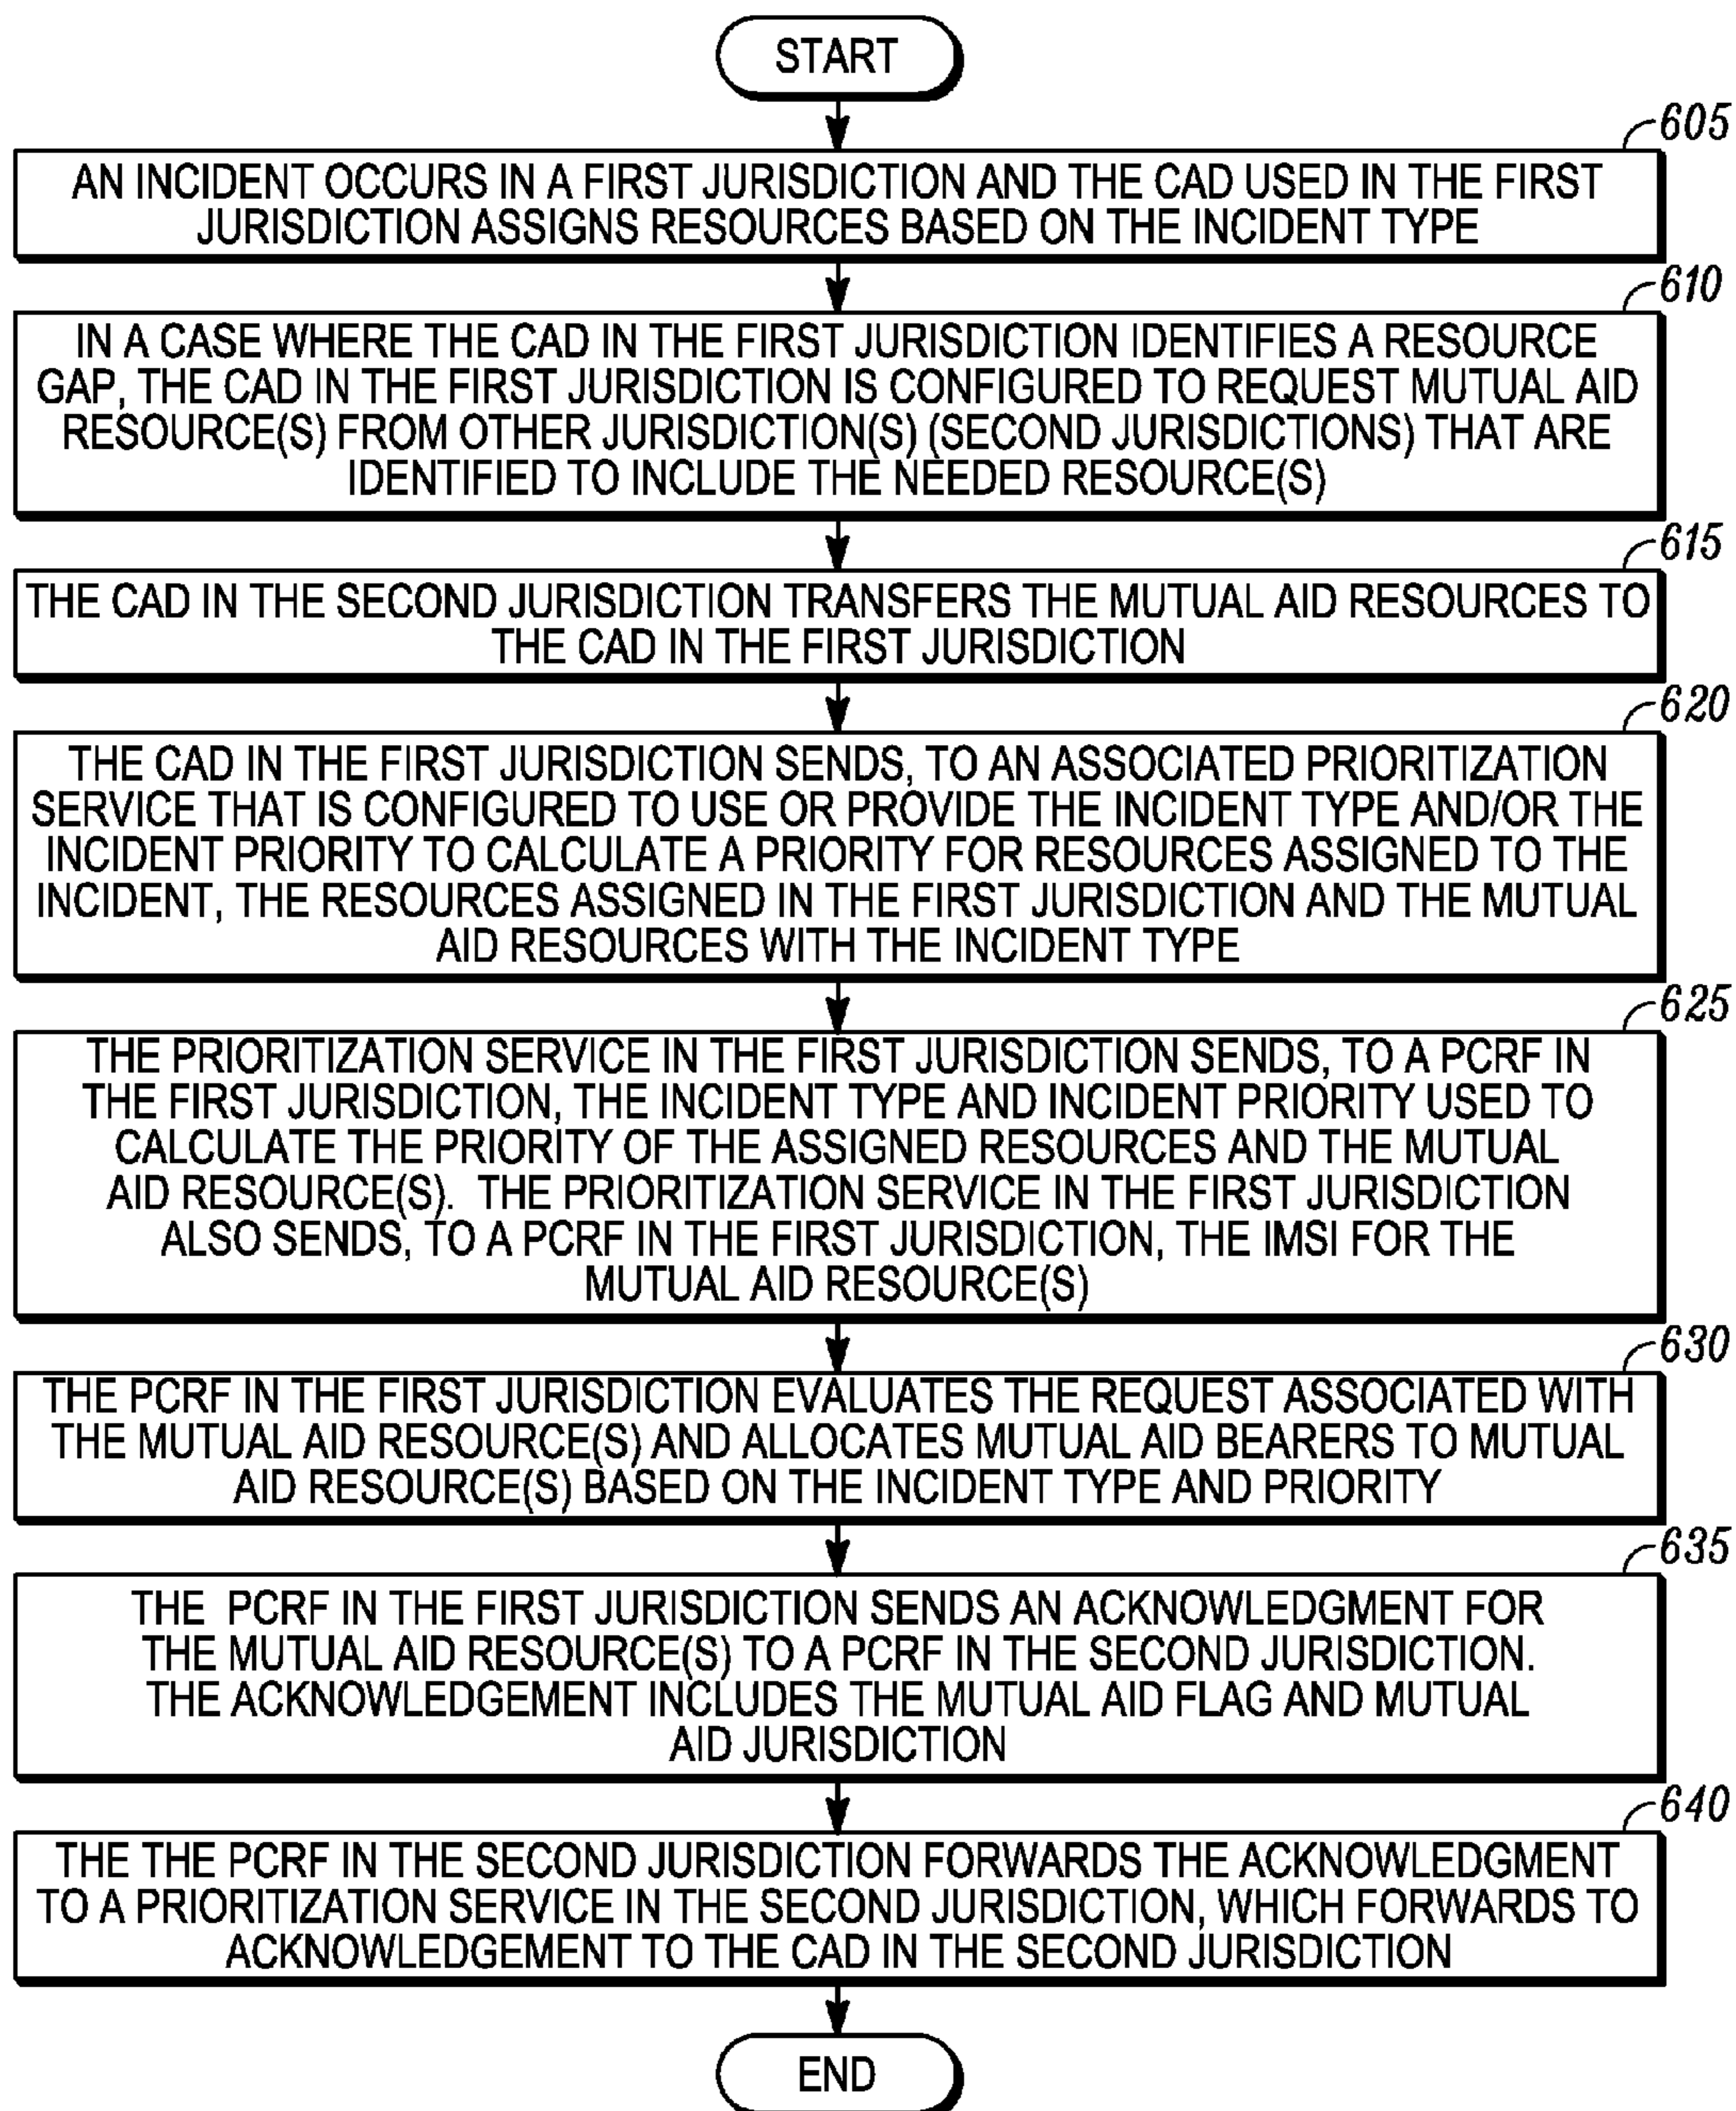 START
605
AN INCIDENT OCCURS IN A FIRST JURISDICTION AND THE CAD USED IN THE FIRST
JURISDICTION ASSIGNS RESOURCES BASED ON THE INCIDENT TYPE
610
IN A CASE WHERE THE CAD IN THE FIRST JURISDICTION IDENTIFIES A RESOURCE
GAP, THE CAD IN THE FIRST JURISDICTION IS CONFIGURED TO REQUEST MUTUAL AID
RESOURCE(S) FROM OTHER JURISDICTION(S) (SECOND JURISDICTIONS) THAT ARE
IDENTIFIED TO INCLUDE THE NEEDED RESOURCE(S)
615
THE CAD IN THE SECOND JURISDICTION TRANSFERS THE MUTUAL AID RESOURCES TO
THE CAD IN THE FIRST JURISDICTION
620
THE CAD IN THE FIRST JURISDICTION SENDS, TO AN ASSOCIATED PRIORITIZATION
SERVICE THAT IS CONFIGURED TO USE OR PROVIDE THE INCIDENT TYPE AND/OR THE
INCIDENT PRIORITY TO CALCULATE A PRIORITY FOR RESOURCES ASSIGNED TO THE
INCIDENT, THE RESOURCES ASSIGNED IN THE FIRST JURISDICTION AND THE MUTUAL
AID RESOURCES WITH THE INCIDENT TYPE
625
THE PRIORITIZATION SERVICE IN THE FIRST JURISDICTION SENDS, TO A PCRF IN
THE FIRST JURISDICTION, THE INCIDENT TYPE AND INCIDENT PRIORITY USED TO
CALCULATE THE PRIORITY OF THE ASSIGNED RESOURCES AND THE MUTUAL
AID RESOURCE(S). THE PRIORITIZATION SERVICE IN THE FIRST JURISDICTION
ALSO SENDS, TO A PCRF IN THE FIRST JURISDICTION, THE IMSI FOR THE
MUTUAL AID RESOURCE(S)
630
THE PCRF IN THE FIRST JURISDICTION EVALUATES THE REQUEST ASSOCIATED WITH
THE MUTUAL AID RESOURCE(S) AND ALLOCATES MUTUAL AID BEARERS TO MUTUAL
AID RESOURCE(S) BASED ON THE INCIDENT TYPE AND PRIORITY
635
THE PCRF IN THE FIRST JURISDICTION SENDS AN ACKNOWLEDGMENT FOR
THE MUTUAL AID RESOURCE(S) TO A PCRF IN THE SECOND JURISDICTION.
THE ACKNOWLEDGEMENT INCLUDES THE MUTUAL AID FLAG AND MUTUAL
AID JURISDICTION
640
THE THE PCRF IN THE SECOND JURISDICTION FORWARDS THE ACKNOWLEDGMENT
TO A PRIORITIZATION SERVICE IN THE SECOND JURISDICTION, WHICH FORWARDS TO
ACKNOWLEDGEMENT TO THE CAD IN THE SECOND JURISDICTION
END